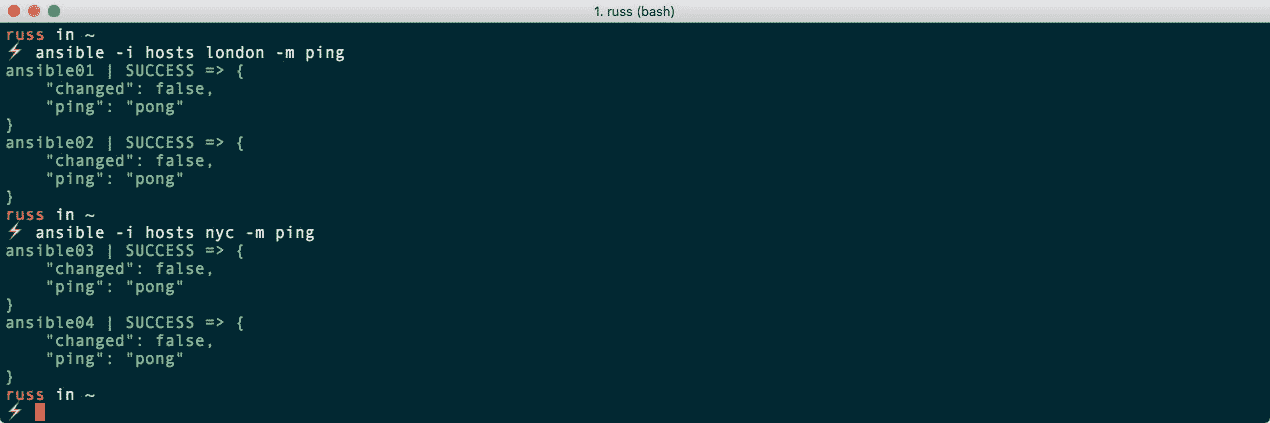 1. russ (bash)
russ in ~
⚡ ansible -i hosts london -m ping
ansible01 | SUCCESS => {
    "changed": false,
    "ping": "pong"
}
ansible02 | SUCCESS => {
    "changed": false,
    "ping": "pong"
}
russ in ~
⚡ ansible -i hosts nyc -m ping
ansible03 | SUCCESS => {
    "changed": false,
    "ping": "pong"
}
ansible04 | SUCCESS => {
    "changed": false,
    "ping": "pong"
}
russ in ~
⚡